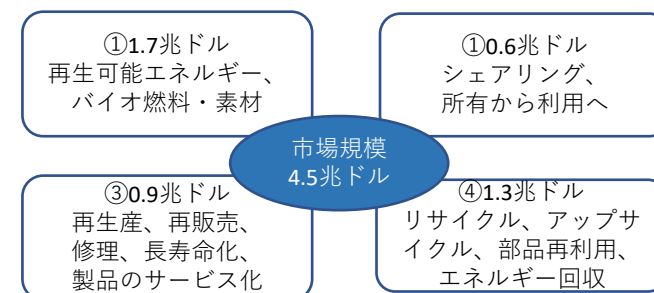 ①1.7兆ドル
再生可能エネルギー、
バイオ燃料・素材
①0.6兆ドル
シェアリング、
所有から利用へ
市場規模
4.5兆ドル
③0.9兆ドル
再生産、再販売、
修理、長寿命化、
製品のサービス化
④1.3兆ドル
リサイクル、アップサ
イクル、部品再利用、
エネルギー回収